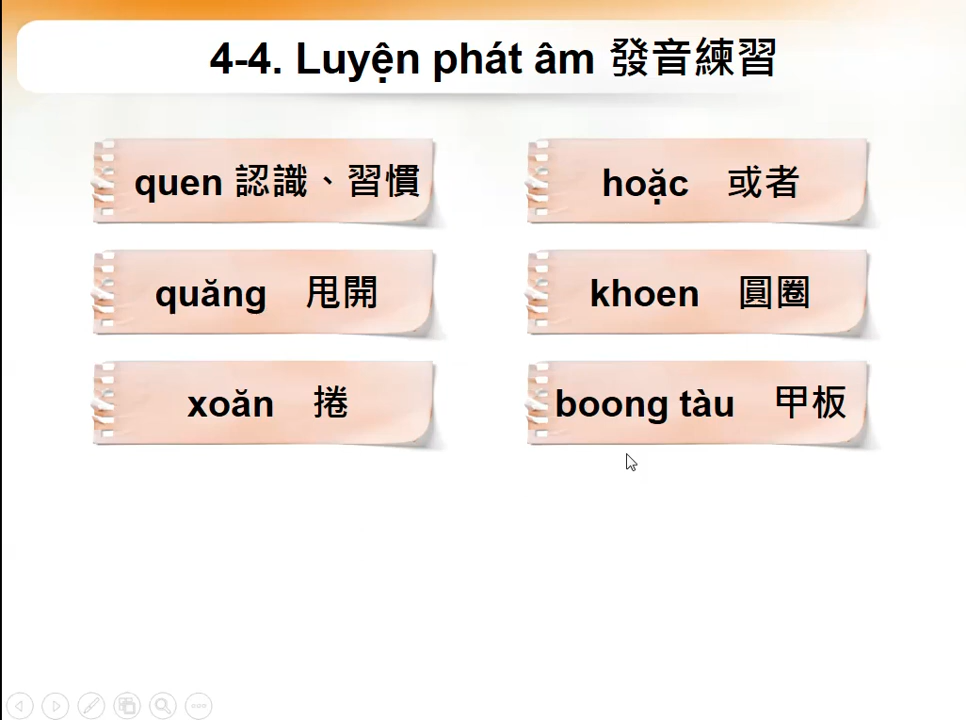 4-4. Luyện phát âm 發音練習
quen 認識、習慣
hoặc 或者
quăng 甩開
khoen 圓圈
xoăn 捲
boong tàu 甲板